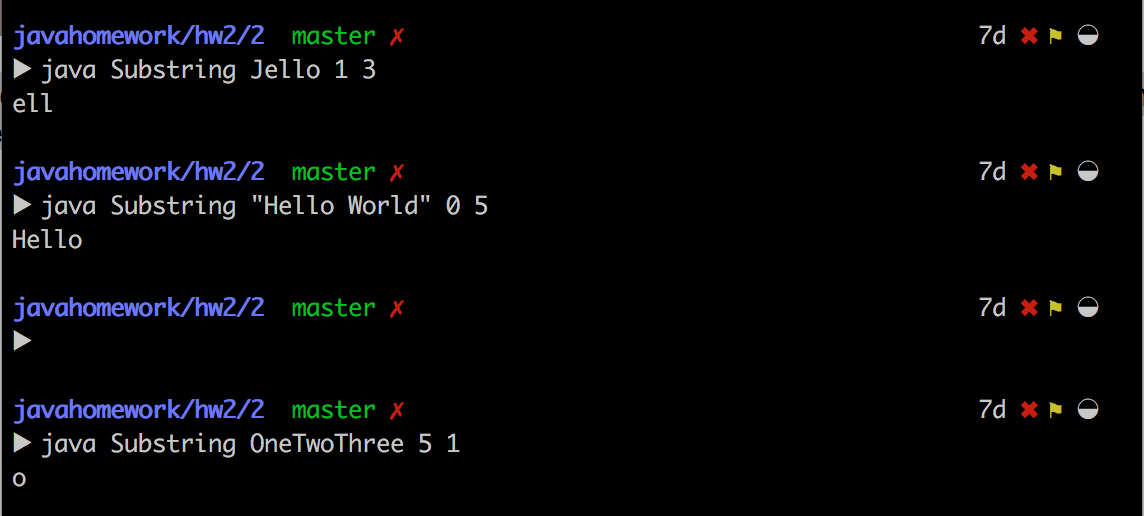 javahomework/hw2/2 master ✗ 7d ✖ ⚑ ◒
▶ java Substring Jello 1 3
ell
javahomework/hw2/2 master ✗ 7d ✖ ⚑ ◒
▶ java Substring "Hello World" 0 5
Hello
javahomework/hw2/2 master ✗ 7d ✖ ⚑ ◒
▶
javahomework/hw2/2 master ✗ 7d ✖ ⚑ ◒
▶ java Substring OneTwoThree 5 1
o